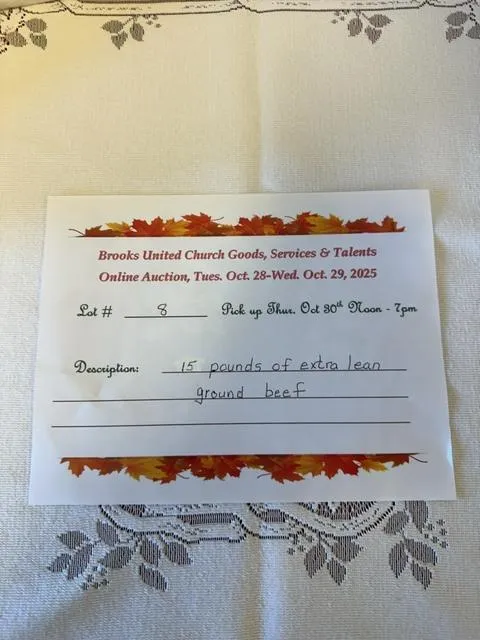 Brooks United Church Goods, Services & Talents
Online Auction, Tues. Oct. 28-Wed. Oct. 29, 2025
Lot # 8 Pick up Thur. Oct 30th Noon - 7pm
Description: 15 pounds of extra lean
ground beef